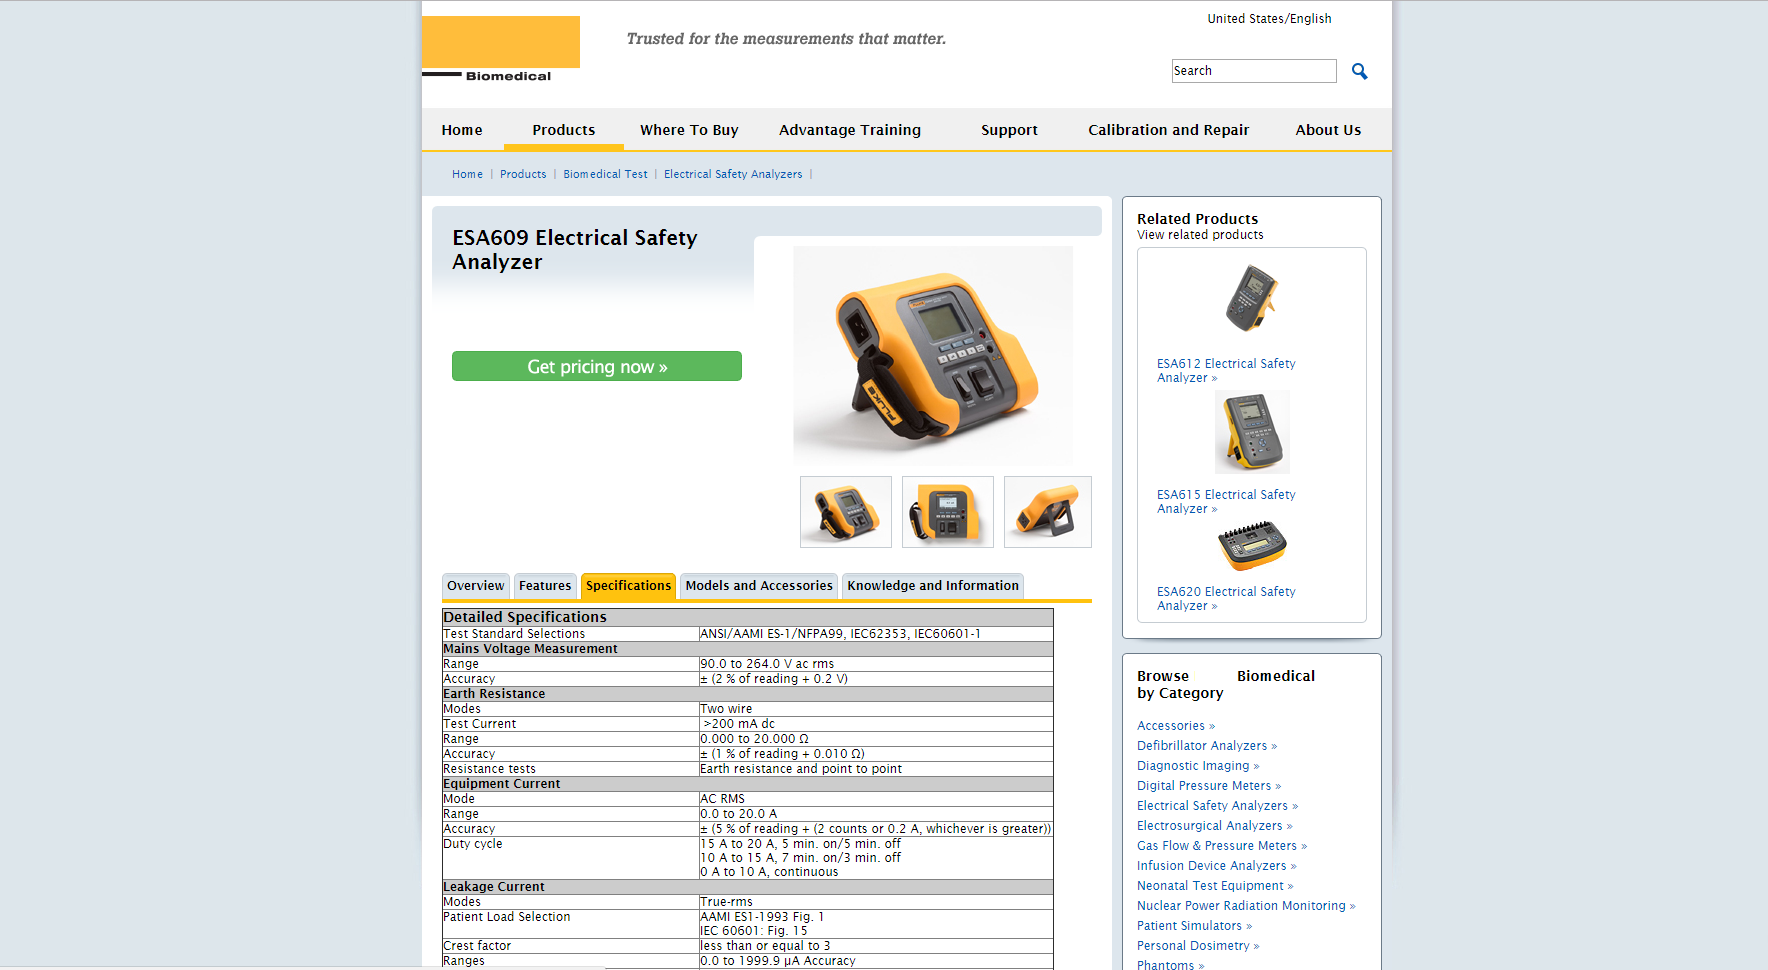 United States/English
Trusted for the measurements that matter.
Biomedical
Search
Home Products Where To Buy Advantage Training Support Calibration and Repair About Us
Home | Products | Biomedical Test | Electrical Safety Analyzers |
ESA609 Electrical Safety
Analyzer
Get pricing now »
FLUKE
FLUKE
Overview Features Specifications Models and Accessories Knowledge and Information
Detailed Specifications
Test Standard Selections ANSI/AAMI ES-1/NFPA99, IEC62353, IEC60601-1
Mains Voltage Measurement
Range 90.0 to 264.0 V ac rms
Accuracy ± (2 % of reading + 0.2 V)
Earth Resistance
Modes Two wire
Test Current >200 mA dc
Range 0.000 to 20.000 Ω
Accuracy ± (1 % of reading + 0.010 Ω)
Resistance tests Earth resistance and point to point
Equipment Current
Mode AC RMS
Range 0.0 to 20.0 A
Accuracy ± (5 % of reading + (2 counts or 0.2 A, whichever is greater))
Duty cycle 15 A to 20 A, 5 min. on/5 min. off
10 A to 15 A, 7 min. on/3 min. off
0 A to 10 A, continuous
Leakage Current
Modes True-rms
Patient Load Selection AAMI ES1-1993 Fig. 1
IEC 60601: Fig. 15
Crest factor less than or equal to 3
Ranges 0.0 to 1999.9 µA Accuracy
Related Products
View related products
ESA612 Electrical Safety
Analyzer »
ESA615 Electrical Safety
Analyzer »
ESA620 Electrical Safety
Analyzer »
Browse Biomedical
by Category
Accessories »
Defibrillator Analyzers »
Diagnostic Imaging »
Digital Pressure Meters »
Electrical Safety Analyzers »
Electrosurgical Analyzers »
Gas Flow & Pressure Meters »
Infusion Device Analyzers »
Neonatal Test Equipment »
Nuclear Power Radiation Monitoring »
Patient Simulators »
Personal Dosimetry »
Phantoms »